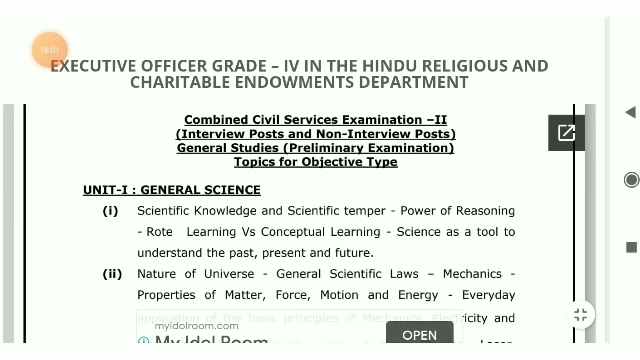 18:01
EXECUTIVE OFFICER GRADE – IV IN THE HINDU RELIGIOUS AND
CHARITABLE ENDOWMENTS DEPARTMENT
Combined Civil Services Examination –II
(Interview Posts and Non-Interview Posts)
General Studies (Preliminary Examination)
Topics for Objective Type
UNIT-I : GENERAL SCIENCE
(i) Scientific Knowledge and Scientific temper - Power of Reasoning
- Rote Learning Vs Conceptual Learning - Science as a tool to
understand the past, present and future.
(ii) Nature of Universe - General Scientific Laws – Mechanics -
Properties of Matter, Force, Motion and Energy - Everyday
application of the basic principles of Mechanics, Electricity and
myidolroom.com
My Idol Room
OPEN